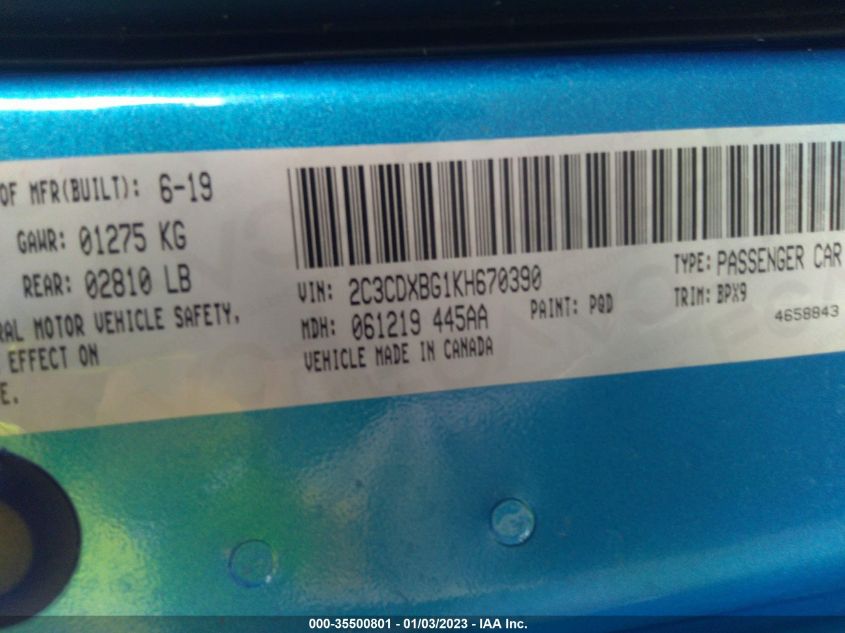 OF MFR(BUILT): 6-19
GAWR: 01275 KG
REAR: 02810 LB
RAL MOTOR VEHICLE SAFETY,
EFFECT ON
E.
VIN: 2C3CDXBG1KH670390
TYPE: PASSENGER CAR
MDH: 061219 445AA
PAINT: PQD
TRIM: BPX9
VEHICLE MADE IN CANADA
4658843
000-35500801 - 01/03/2023 - IAA Inc.